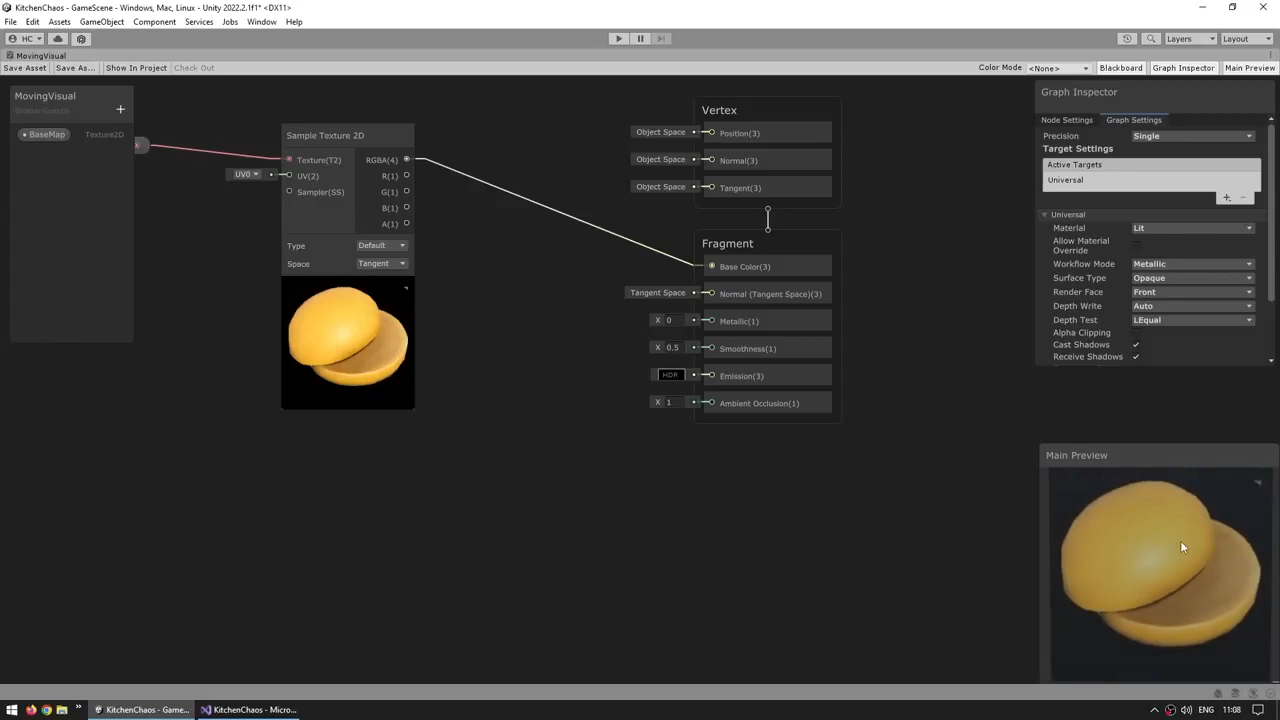 KitchenChaos - GameScene - Windows, Mac, Linux - Unity 2022.2.1f1* <DX11>
File Edit Assets GameObject Component Services Jobs Window Help
HC Layers Layout
MovingVisual
Save Asset Save As... Show In Project Check Out Color Mode <None> Blackboard Graph Inspector Main Preview
MovingVisual
Shader Graphs
BaseMap Texture2D
Sample Texture 2D
Texture(T2) RGBA(4)
UV0 UV(2) R(1)
Sampler(SS) G(1)
B(1)
A(1)
Type Default
Space Tangent
Vertex
Object Space Position(3)
Object Space Normal(3)
Object Space Tangent(3)
Fragment
Base Color(3)
Tangent Space Normal (Tangent Space)(3)
X 0 Metallic(1)
X 0.5 Smoothness(1)
HDR Emission(3)
X 1 Ambient Occlusion(1)
Graph Inspector
Node Settings Graph Settings
Precision Single
Target Settings
Active Targets
Universal
Universal
Material Lit
Allow Material
Override
Workflow Mode Metallic
Surface Type Opaque
Render Face Front
Depth Write Auto
Depth Test LEqual
Alpha Clipping
Cast Shadows
Receive Shadows
Main Preview
KitchenChaos - Game... KitchenChaos - Micro... ENG 11:08